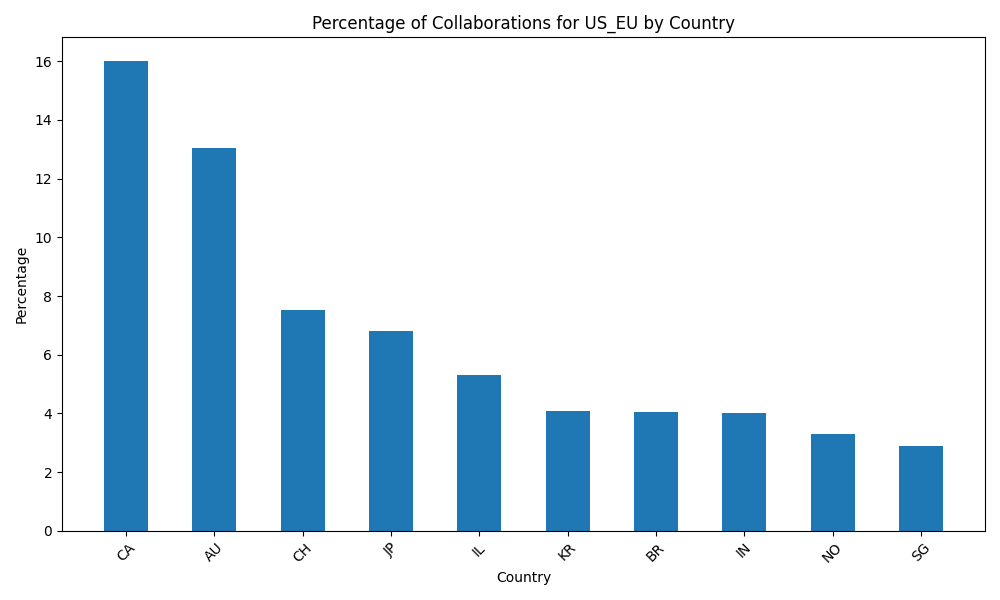 Percentage of Collaborations for US_EU by Country
Percentage
16
14
12
10
8
6
4
2
0
CA AU CH JP IL KR BR IN NO SG
Country